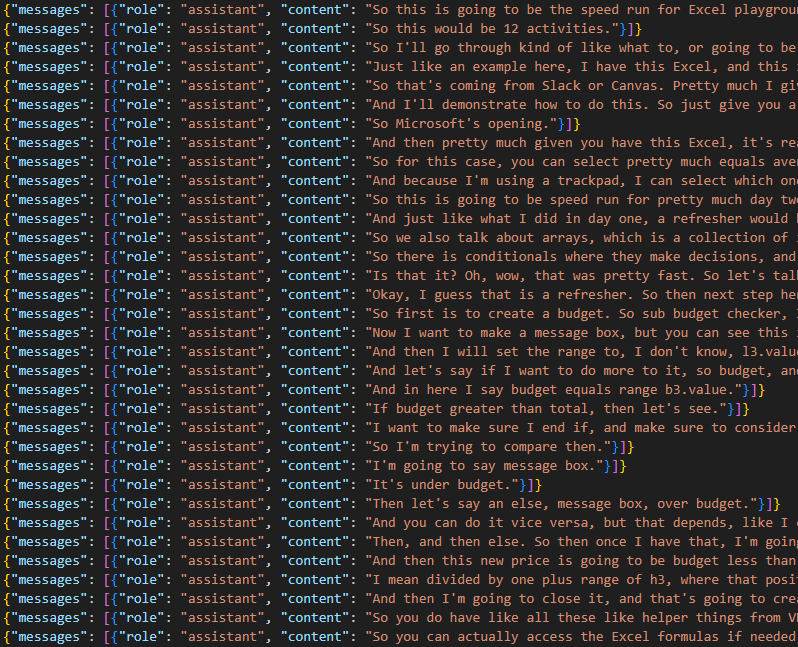 {"messages": [{"role": "assistant", "content": "So this is going to be the speed run for Excel playgroun
{"messages": [{"role": "assistant", "content": "So this would be 12 activities."}]}
{"messages": [{"role": "assistant", "content": "So I'll go through kind of like what to, or going to be
{"messages": [{"role": "assistant", "content": "Just like an example here, I have this Excel, and this i
{"messages": [{"role": "assistant", "content": "So that's coming from Slack or Canvas. Pretty much I giv
{"messages": [{"role": "assistant", "content": "And I'll demonstrate how to do this. So just give you a
{"messages": [{"role": "assistant", "content": "So Microsoft's opening."}]}
{"messages": [{"role": "assistant", "content": "And then pretty much given you have this Excel, it's rea
{"messages": [{"role": "assistant", "content": "So for this case, you can select pretty much equals aver
{"messages": [{"role": "assistant", "content": "And because I'm using a trackpad, I can select which one
{"messages": [{"role": "assistant", "content": "So this is going to be speed run for pretty much day two
{"messages": [{"role": "assistant", "content": "And just like what I did in day one, a refresher would b
{"messages": [{"role": "assistant", "content": "So we also talk about arrays, which is a collection of i
{"messages": [{"role": "assistant", "content": "So there is conditionals where they make decisions, and
{"messages": [{"role": "assistant", "content": "Is that it? Oh, wow, that was pretty fast. So let's talk
{"messages": [{"role": "assistant", "content": "Okay, I guess that is a refresher. So then next step her
{"messages": [{"role": "assistant", "content": "So first is to create a budget. So sub budget checker, i
{"messages": [{"role": "assistant", "content": "Now I want to make a message box, but you can see this i
{"messages": [{"role": "assistant", "content": "And then I will set the range to, I don't know, l3.value
{"messages": [{"role": "assistant", "content": "And let's say if I want to do more to it, so budget, and
{"messages": [{"role": "assistant", "content": "And in here I say budget equals range b3.value."}]}
{"messages": [{"role": "assistant", "content": "If budget greater than total, then let's see."}]}
{"messages": [{"role": "assistant", "content": "I want to make sure I end if, and make sure to consider
{"messages": [{"role": "assistant", "content": "So I'm trying to compare then."}]}
{"messages": [{"role": "assistant", "content": "I'm going to say message box."}]}
{"messages": [{"role": "assistant", "content": "It's under budget."}]}
{"messages": [{"role": "assistant", "content": "Then let's say an else, message box, over budget."}]}
{"messages": [{"role": "assistant", "content": "And you can do it vice versa, but that depends, like I c
{"messages": [{"role": "assistant", "content": "Then, and then else. So then once I have that, I'm going
{"messages": [{"role": "assistant", "content": "And then this new price is going to be budget less than
{"messages": [{"role": "assistant", "content": "I mean divided by one plus range of h3, where that posit
{"messages": [{"role": "assistant", "content": "And then I'm going to close it, and that's going to crea
{"messages": [{"role": "assistant", "content": "So you do have like all these like helper things from VB
{"messages": [{"role": "assistant", "content": "So you can actually access the Excel formulas if needed